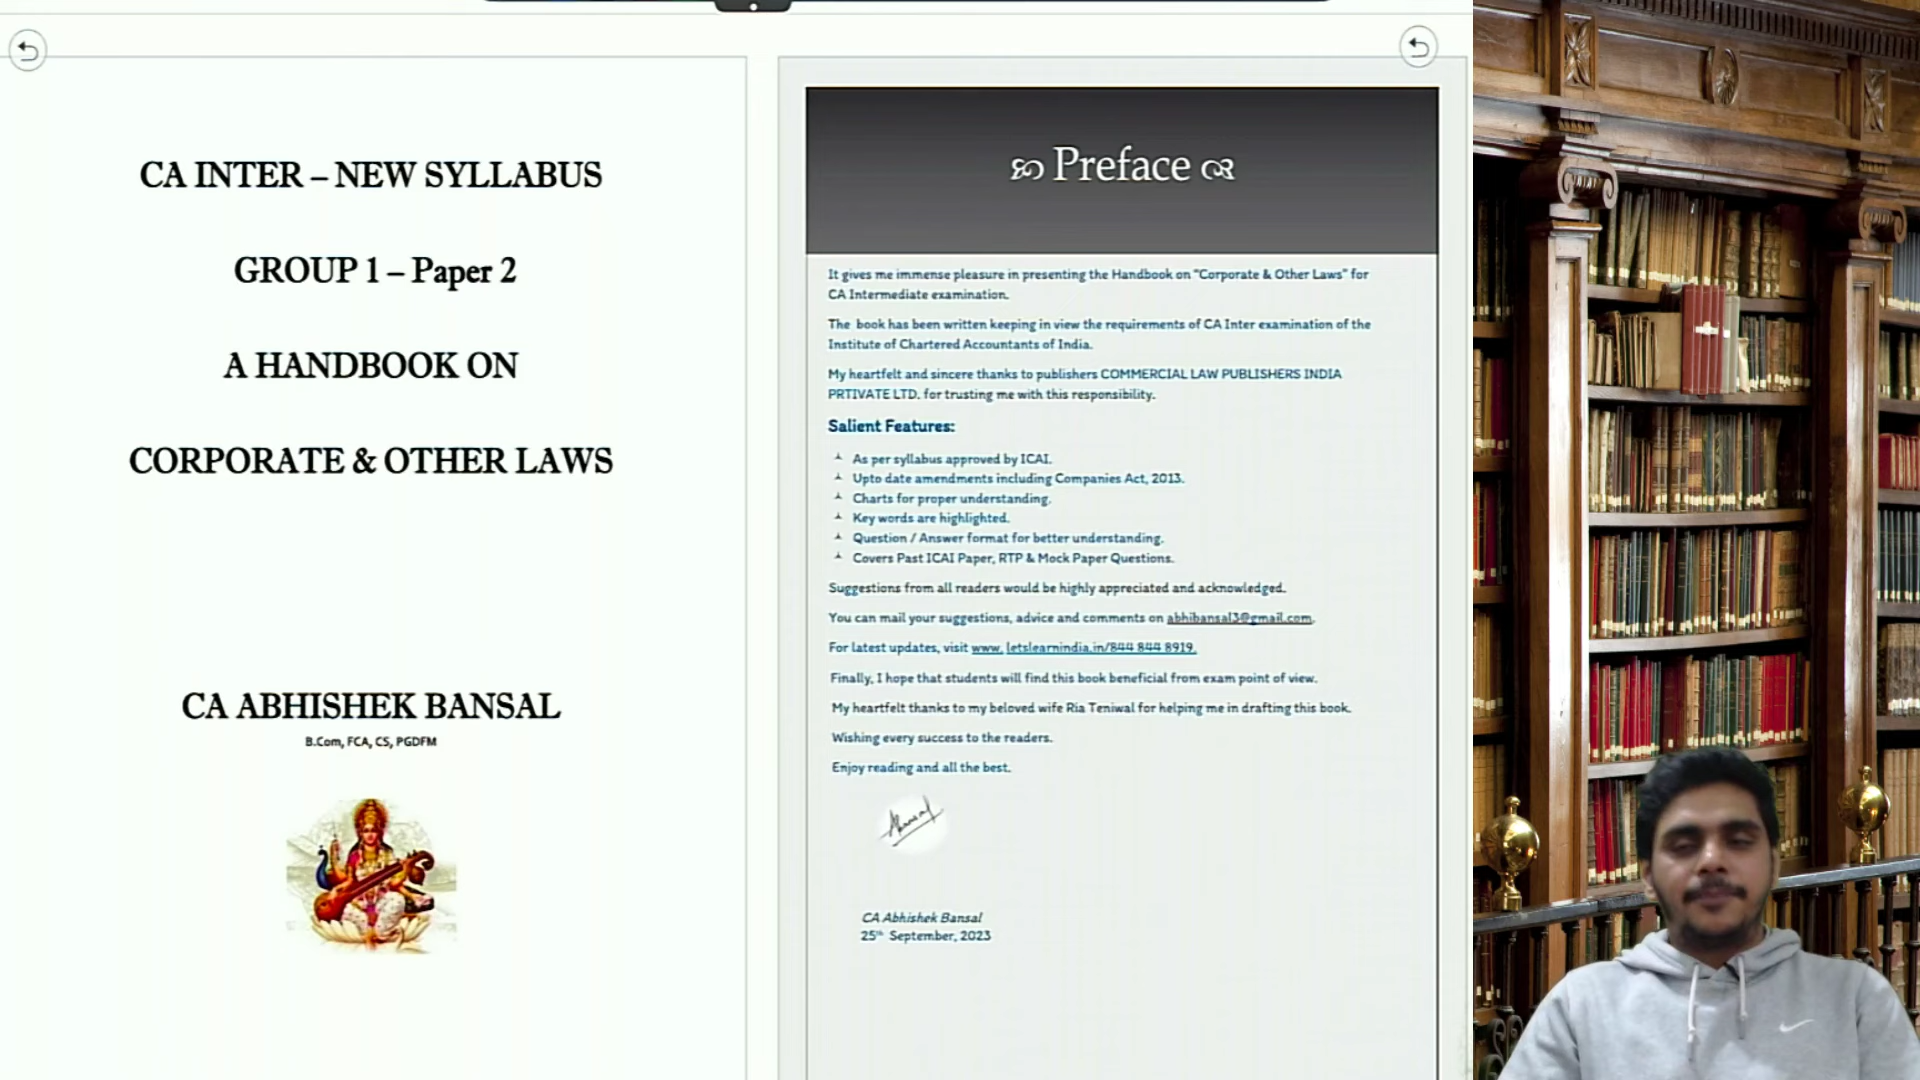 CA INTER – NEW SYLLABUS
GROUP 1 – Paper 2
A HANDBOOK ON
CORPORATE & OTHER LAWS
CA ABHISHEK BANSAL
B.Com, FCA, CS, PGDFM
Preface
It gives me immense pleasure in presenting the Handbook on "Corporate & Other Laws" for
CA Intermediate examination.
The book has been written keeping in view the requirements of CA Inter examination of the
Institute of Chartered Accountants of India.
My heartfelt and sincere thanks to publishers COMMERCIAL LAW PUBLISHERS INDIA
PRTIVATE LTD. for trusting me with this responsibility.
Salient Features:
As per syllabus approved by ICAI.
Upto date amendments including Companies Act, 2013.
Charts for proper understanding.
Key words are highlighted.
Question / Answer format for better understanding.
Covers Past ICAI Paper, RTP & Mock Paper Questions.
Suggestions from all readers would be highly appreciated and acknowledged.
You can mail your suggestions, advice and comments on abhibansal3@gmail.com.
For latest updates, visit www. letslearnindia.in/844 844 8919.
Finally, I hope that students will find this book beneficial from exam point of view.
My heartfelt thanks to my beloved wife Ria Teniwal for helping me in drafting this book.
Wishing every success to the readers.
Enjoy reading and all the best.
CA Abhishek Bansal
25th September, 2023